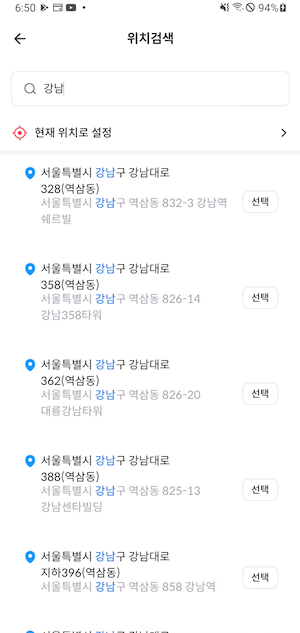 6:50 94%
위치검색
강남
현재 위치로 설정
서울특별시 강남구 강남대로
328(역삼동)
서울특별시 강남구 역삼동 832-3 강남역
쉐르빌
선택
서울특별시 강남구 강남대로
358(역삼동)
서울특별시 강남구 역삼동 826-14
강남358타워
선택
서울특별시 강남구 강남대로
362(역삼동)
서울특별시 강남구 역삼동 826-20
대륭강남타워
선택
서울특별시 강남구 강남대로
388(역삼동)
서울특별시 강남구 역삼동 825-13
강남센타빌딩
선택
서울특별시 강남구 강남대로
지하396(역삼동)
서울특별시 강남구 역삼동 858 강남역
선택